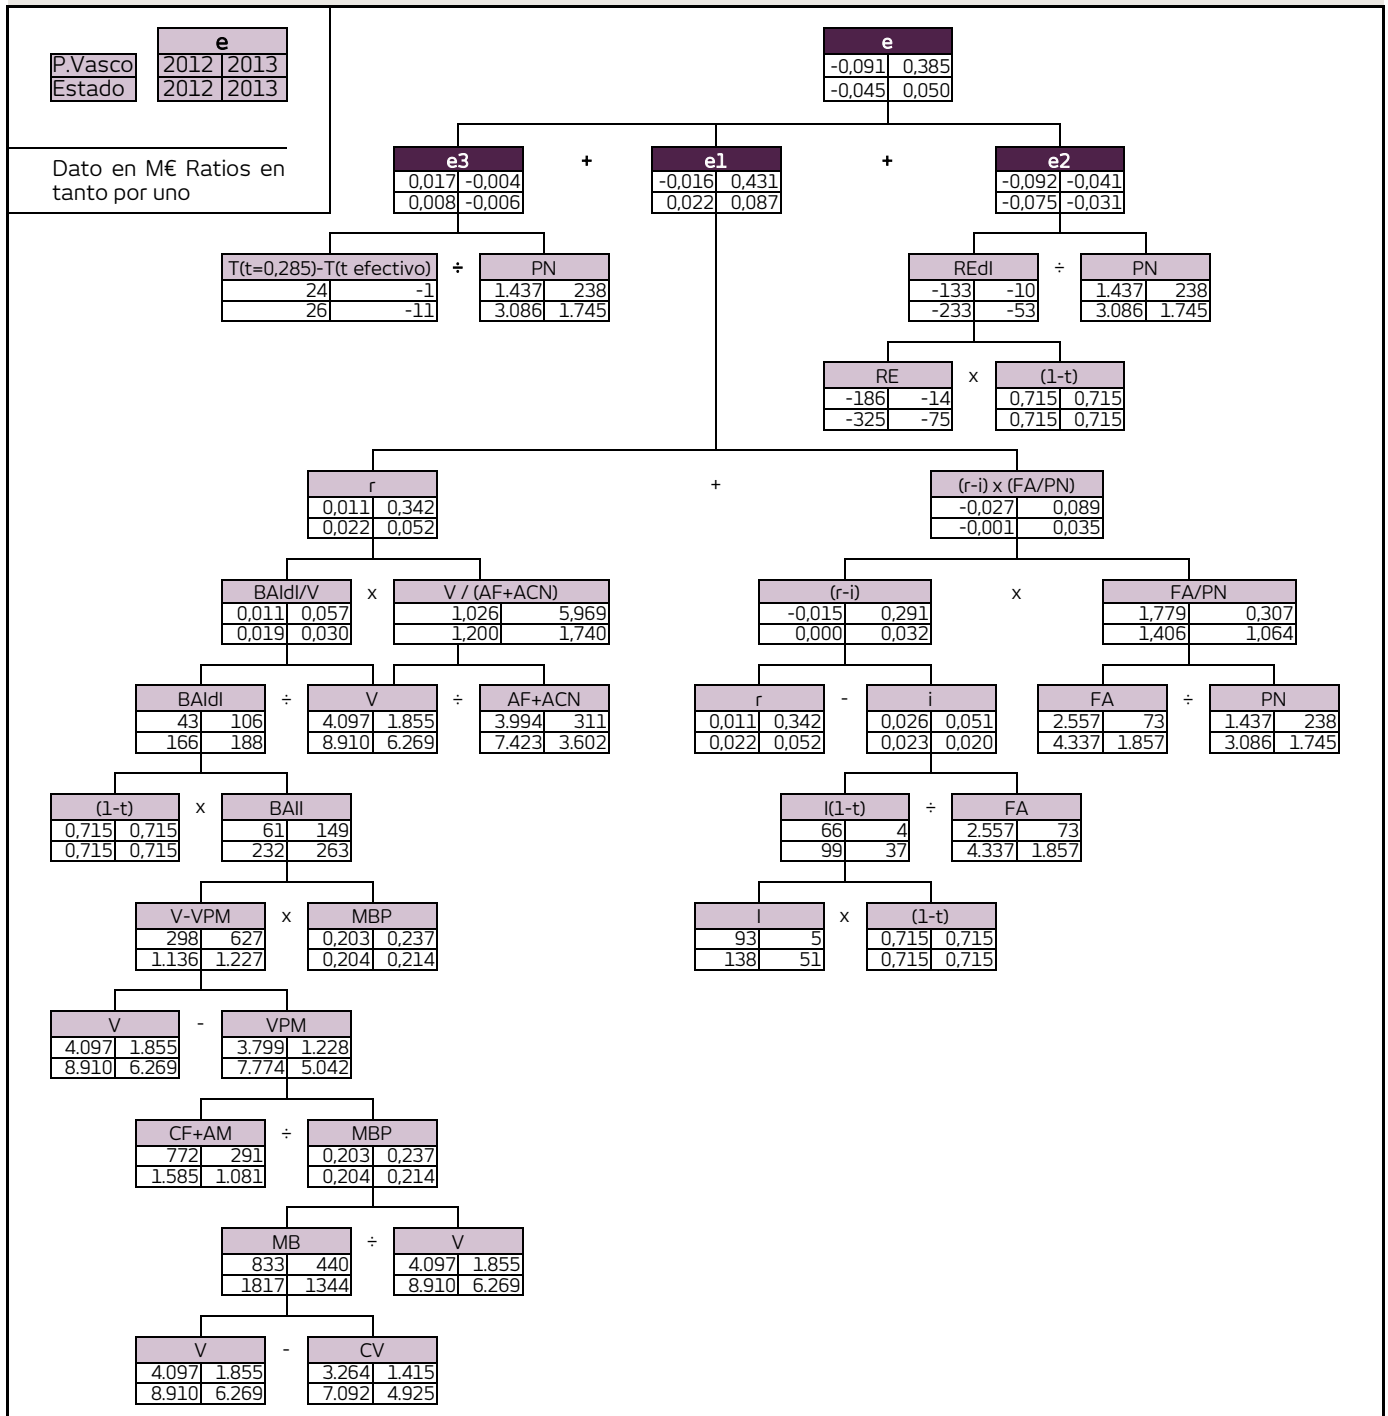 e
P.Vasco 2012 2013
Estado 2012 2013
Dato en M€ Ratios en
tanto por uno
e
-0,091 0,385
-0,045 0,050
e3 + e1 + e2
0,017 -0,004 -0,016 0,431 -0,092 -0,041
0,008 -0,006 0,022 0,087 -0,075 -0,031
T(t=0,285)-T(t efectivo) ÷ PN REdI ÷ PN
24 -1 1.437 238 -133 -10 1.437 238
26 -11 3.086 1.745 -233 -53 3.086 1.745
RE x (1-t)
-186 -14 0,715 0,715
-325 -75 0,715 0,715
r + (r-i) x (FA/PN)
0,011 0,342 -0,027 0,089
0,022 0,052 -0,001 0,035
BAIdI/V x V / (AF+ACN) (r-i) x FA/PN
0,011 0,057 1,026 5,969 -0,015 0,291 1,779 0,307
0,019 0,030 1,200 1,740 0,000 0,032 1,406 1,064
BAIdI ÷ V ÷ AF+ACN r - i FA ÷ PN
43 106 4.097 1.855 3.994 311 0,011 0,342 0,026 0,051 2.557 73 1.437 238
166 188 8.910 6.269 7.423 3.602 0,022 0,052 0,023 0,020 4.337 1.857 3.086 1.745
(1-t) x BAII I(1-t) ÷ FA
0,715 0,715 61 149 66 4 2.557 73
0,715 0,715 232 263 99 37 4.337 1.857
V-VPM x MBP I x (1-t)
298 627 0,203 0,237 93 5 0,715 0,715
1.136 1.227 0,204 0,214 138 51 0,715 0,715
V - VPM
4.097 1.855 3.799 1.228
8.910 6.269 7.774 5.042
CF+AM ÷ MBP
772 291 0,203 0,237
1.585 1.081 0,204 0,214
MB ÷ V
833 440 4.097 1.855
1817 1344 8.910 6.269
V - CV
4.097 1.855 3.264 1.415
8.910 6.269 7.092 4.925